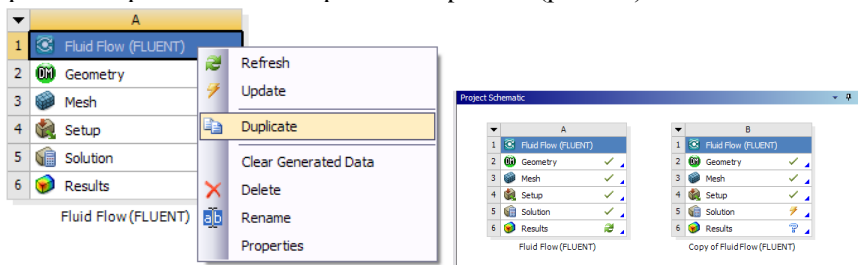 A
1 Fluid Flow (FLUENT)
2 Geometry
3 Mesh
4 Setup
5 Solution
6 Results
Fluid Flow (FLUENT)
Refresh
Update
Duplicate
Clear Generated Data
Delete
Rename
Properties
Project Schematic
A
1 Fluid Flow (FLUENT)
2 Geometry
3 Mesh
4 Setup
5 Solution
6 Results
Fluid Flow (FLUENT)
B
1 Fluid Flow (FLUENT)
2 Geometry
3 Mesh
4 Setup
5 Solution
6 Results
Copy of Fluid Flow (FLUENT)